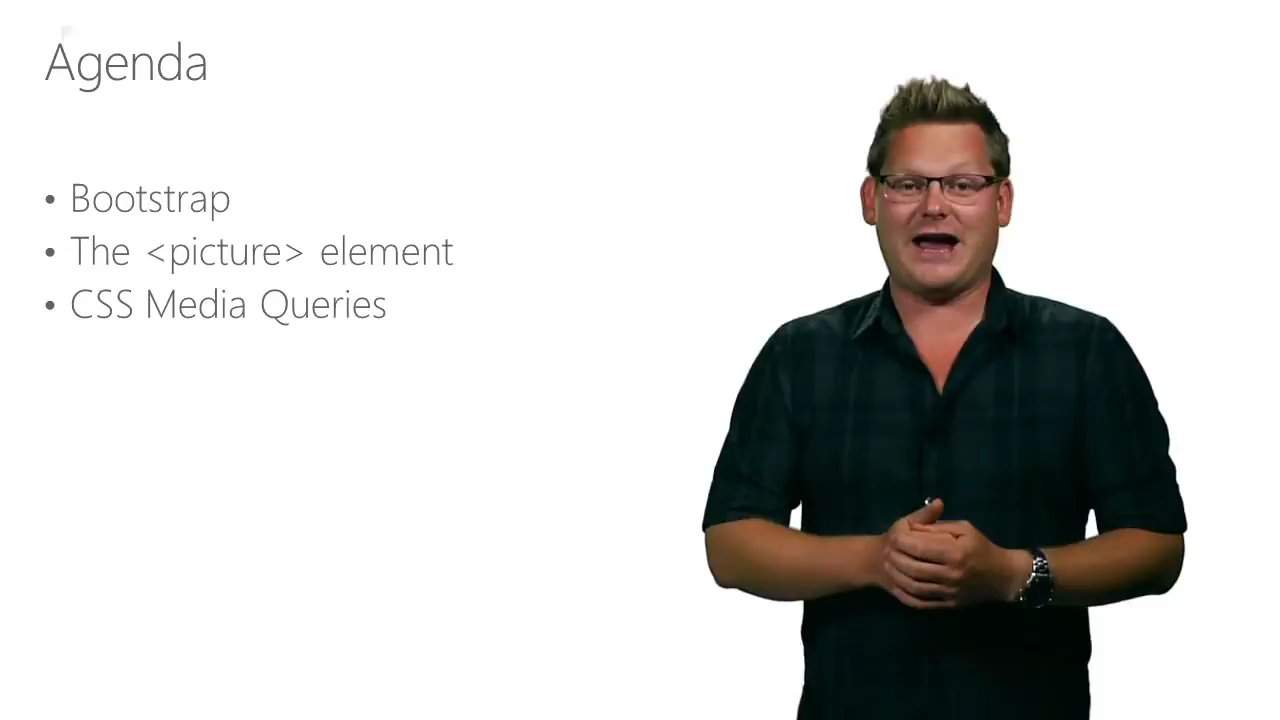 Agenda
• Bootstrap
• The <picture> element
• CSS Media Queries